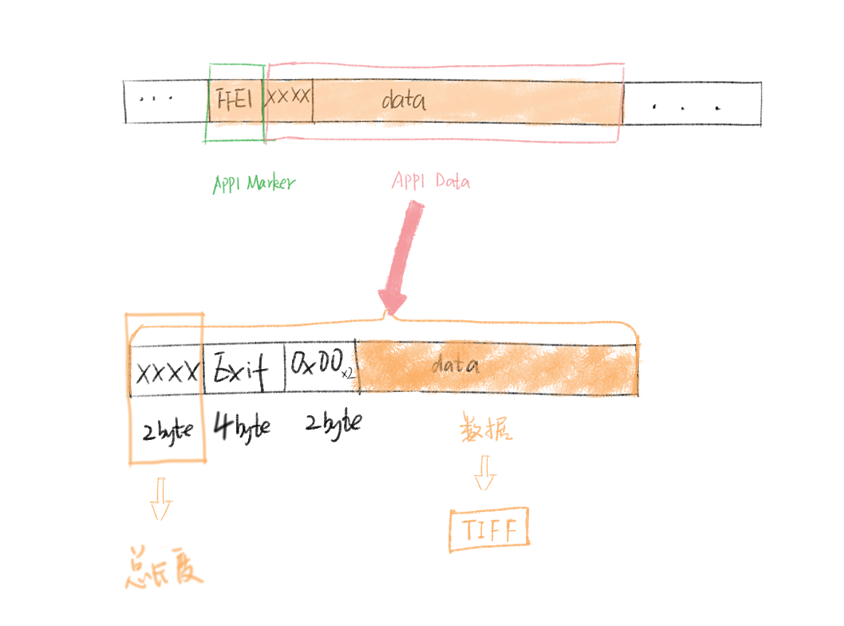 ... FFE1 XXXX data ...
APP1 Marker APP1 Data
XXXX Exif 0x00 x2 data
2byte 4byte 2byte 数据
TIFF
总长度